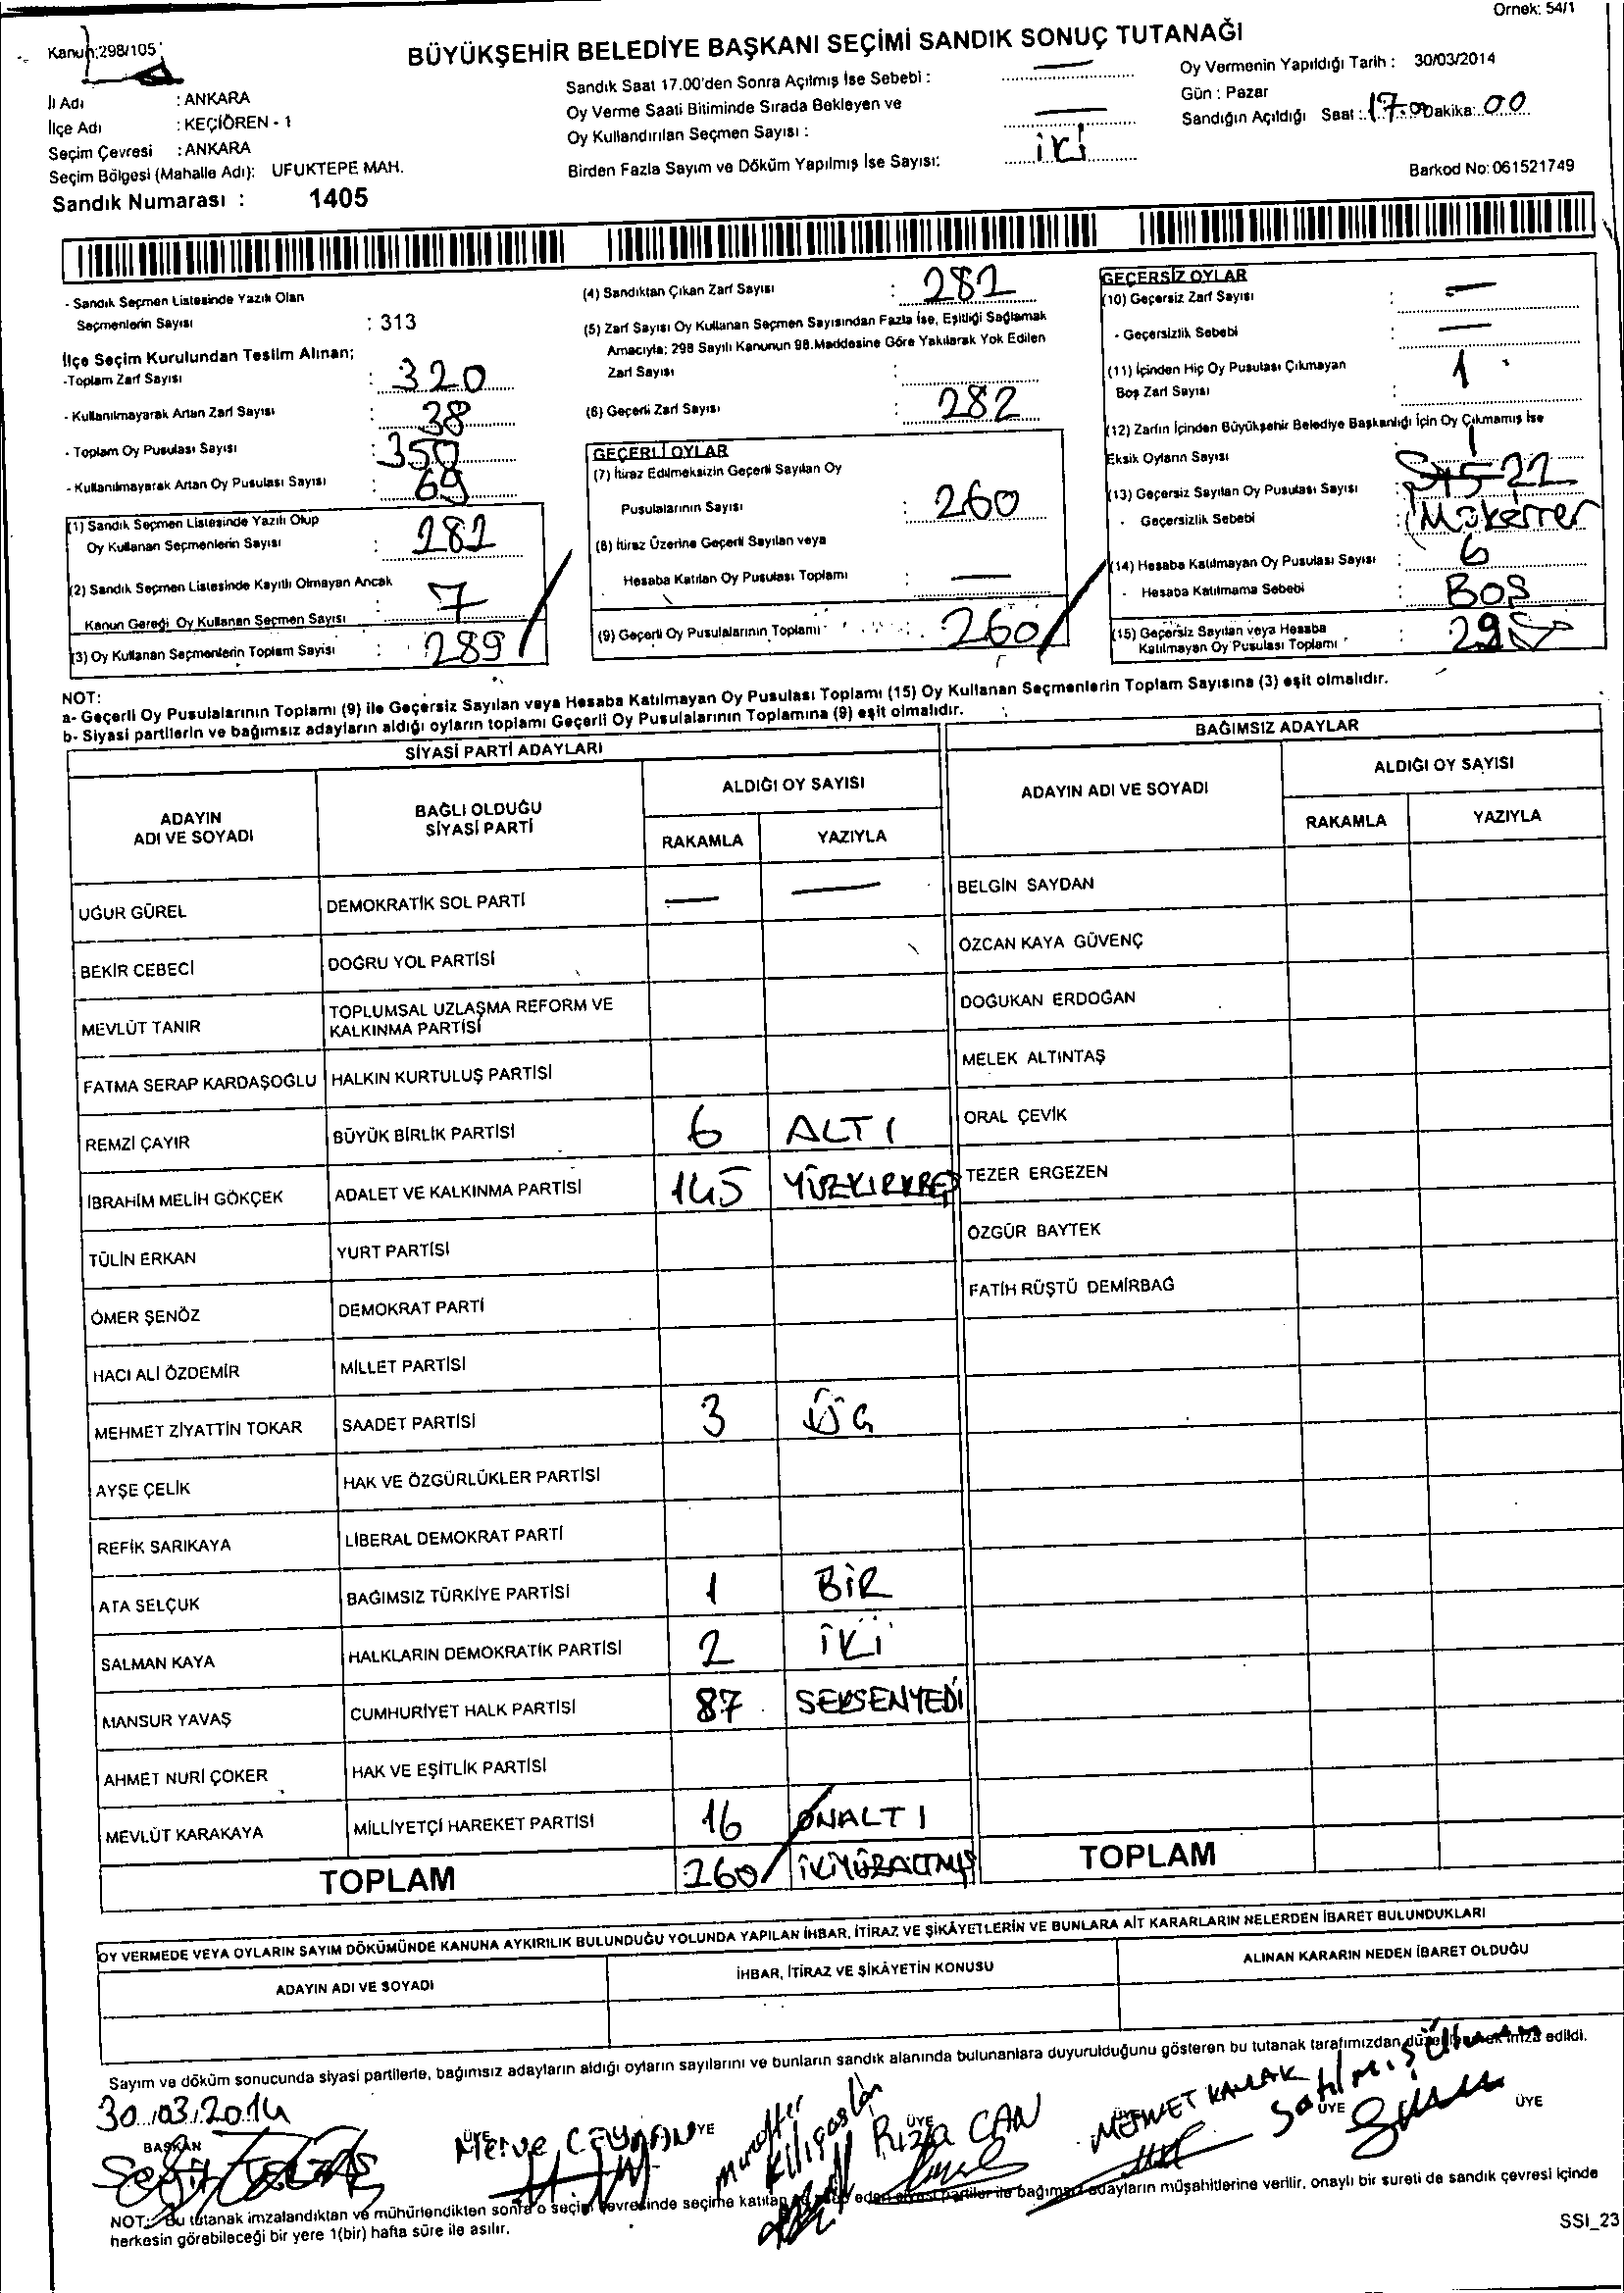 Örnek: 54/1
Kanun:298/105
BÜYÜKŞEHİR BELEDİYE BAŞKANI SEÇİMİ SANDIK SONUÇ TUTANAĞI
İl Adı : ANKARA
İlçe Adı : KEÇİÖREN - 1
Seçim Çevresi : ANKARA
Seçim Bölgesi (Mahalle Adı): UFUKTEPE MAH.
Sandık Numarası : 1405
Sandık Saat 17.00'den Sonra Açılmış İse Sebebi : —
Oy Verme Saati Bitiminde Sırada Bekleyen ve
Oy Kullandırılan Seçmen Sayısı : —
Birden Fazla Sayım ve Döküm Yapılmış İse Sayısı: iki
Oy Vermenin Yapıldığı Tarih : 30/03/2014
Gün : Pazar
Sandığın Açıldığı Saat : 17.00 Dakika: 00
Barkod No: 061521749
- Sandık Seçmen Listesinde Yazılı Olan
Seçmenlerin Sayısı : 313
İlçe Seçim Kurulundan Teslim Alınan;
-Toplam Zarf Sayısı : 320
- Kullanılmayarak Artan Zarf Sayısı : 38
- Toplam Oy Pusulası Sayısı : 350
- Kullanılmayarak Artan Oy Pusulası Sayısı : 69
(1) Sandık Seçmen Listesinde Yazılı Olup
Oy Kullanan Seçmenlerin Sayısı : 282
(2) Sandık Seçmen Listesinde Kayıtlı Olmayan Ancak
Kanun Gereği Oy Kullanan Seçmen Sayısı : 7
(3) Oy Kullanan Seçmenlerin Toplam Sayısı : 289
(4) Sandıktan Çıkan Zarf Sayısı : 282
(5) Zarf Sayısı Oy Kullanan Seçmen Sayısından Fazla İse, Eşitliği Sağlamak
Amacıyla; 298 Sayılı Kanunun 98.Maddesine Göre Yakılarak Yok Edilen
Zarf Sayısı :
(6) Geçerli Zarf Sayısı : 282
GEÇERLİ OYLAR
(7) İtiraz Edilmeksizin Geçerli Sayılan Oy
Pusulalarının Sayısı : 260
(8) İtiraz Üzerine Geçerli Sayılan veya
Hesaba Katılan Oy Pusulası Toplamı : —
(9) Geçerli Oy Pusulalarının Toplamı : 260
GEÇERSİZ OYLAR
(10) Geçersiz Zarf Sayısı : —
- Geçersizlik Sebebi : —
(11) İçinden Hiç Oy Pusulası Çıkmayan
Boş Zarf Sayısı : 1
(12) Zarfın İçinden Büyükşehir Belediye Başkanlığı İçin Oy Çıkmamış İse
Eksik Oyların Sayısı : 1
(13) Geçersiz Sayılan Oy Pusulası Sayısı : 22
- Geçersizlik Sebebi : Mükerrer
(14) Hesaba Katılmayan Oy Pusulası Sayısı : 6
- Hesaba Katılmama Sebebi : BOŞ
(15) Geçersiz Sayılan veya Hesaba
Katılmayan Oy Pusulası Toplamı : 29
NOT:
a- Geçerli Oy Pusulalarının Toplamı (9) ile Geçersiz Sayılan veya Hesaba Katılmayan Oy Pusulası Toplamı (15) Oy Kullanan Seçmenlerin Toplam Sayısına (3) eşit olmalıdır.
b- Siyasi partilerin ve bağımsız adayların aldığı oyların toplamı Geçerli Oy Pusulalarının Toplamına (9) eşit olmalıdır.
SİYASİ PARTİ ADAYLARI
ADAYIN ADI VE SOYADI BAĞLI OLDUĞU SİYASİ PARTİ ALDIĞI OY SAYISI
RAKAMLA YAZIYLA
UĞUR GÜREL DEMOKRATİK SOL PARTİ — —
BEKİR CEBECİ DOĞRU YOL PARTİSİ
MEVLÜT TANIR TOPLUMSAL UZLAŞMA REFORM VE KALKINMA PARTİSİ
FATMA SERAP KARDAŞOĞLU HALKIN KURTULUŞ PARTİSİ
REMZİ ÇAYIR BÜYÜK BİRLİK PARTİSİ 6 ALTI
İBRAHİM MELİH GÖKÇEK ADALET VE KALKINMA PARTİSİ 145 YÜZKIRKBEŞ
TÜLİN ERKAN YURT PARTİSİ
ÖMER ŞENÖZ DEMOKRAT PARTİ
HACI ALİ ÖZDEMİR MİLLET PARTİSİ
MEHMET ZİYATTİN TOKAR SAADET PARTİSİ 3 ÜÇ
AYŞE ÇELİK HAK VE ÖZGÜRLÜKLER PARTİSİ
REFİK SARIKAYA LİBERAL DEMOKRAT PARTİ
ATA SELÇUK BAĞIMSIZ TÜRKİYE PARTİSİ 1 BİR
SALMAN KAYA HALKLARIN DEMOKRATİK PARTİSİ 2 İKİ
MANSUR YAVAŞ CUMHURİYET HALK PARTİSİ 87 SEKSENYEDİ
AHMET NURİ ÇOKER HAK VE EŞİTLİK PARTİSİ
MEVLÜT KARAKAYA MİLLİYETÇİ HAREKET PARTİSİ 16 ONALTI
TOPLAM 260 İKİYÜZALTMIŞ
BAĞIMSIZ ADAYLAR
ADAYIN ADI VE SOYADI ALDIĞI OY SAYISI
RAKAMLA YAZIYLA
BELGİN SAYDAN
ÖZCAN KAYA GÜVENÇ
DOĞUKAN ERDOĞAN
MELEK ALTINTAŞ
ORAL ÇEVİK
TEZER ERGEZEN
ÖZGÜR BAYTEK
FATİH RÜŞTÜ DEMİRBAĞ
TOPLAM
OY VERMEDE VEYA OYLARIN SAYIM DÖKÜMÜNDE KANUNA AYKIRILIK BULUNDUĞU YOLUNDA YAPILAN İHBAR, İTİRAZ VE ŞİKÂYETLERİN VE BUNLARA AİT KARARLARIN NELERDEN İBARET BULUNDUKLARI
ADAYIN ADI VE SOYADI İHBAR, İTİRAZ VE ŞİKÂYETİN KONUSU ALINAN KARARIN NEDEN İBARET OLDUĞU
Sayım ve döküm sonucunda siyasi partilerle, bağımsız adayların aldığı oyların sayılarını ve bunların sandık alanında bulunanlara duyurulduğunu gösteren bu tutanak tarafımızdan düzenlenerek imza edildi.
30.03.2014
BAŞKAN ÜYE ÜYE ÜYE ÜYE ÜYE ÜYE
Merve CEYHAN Rıza CAN MEHMET
NOT: Bu tutanak imzalandıktan ve mühürlendikten sonra o seçim çevresinde seçime katılan siyasi partiler ile bağımsız adayların müşahitlerine verilir, onaylı bir sureti de sandık çevresi içinde
herkesin görebileceği bir yere 1(bir) hafta süre ile asılır.
SSI_23